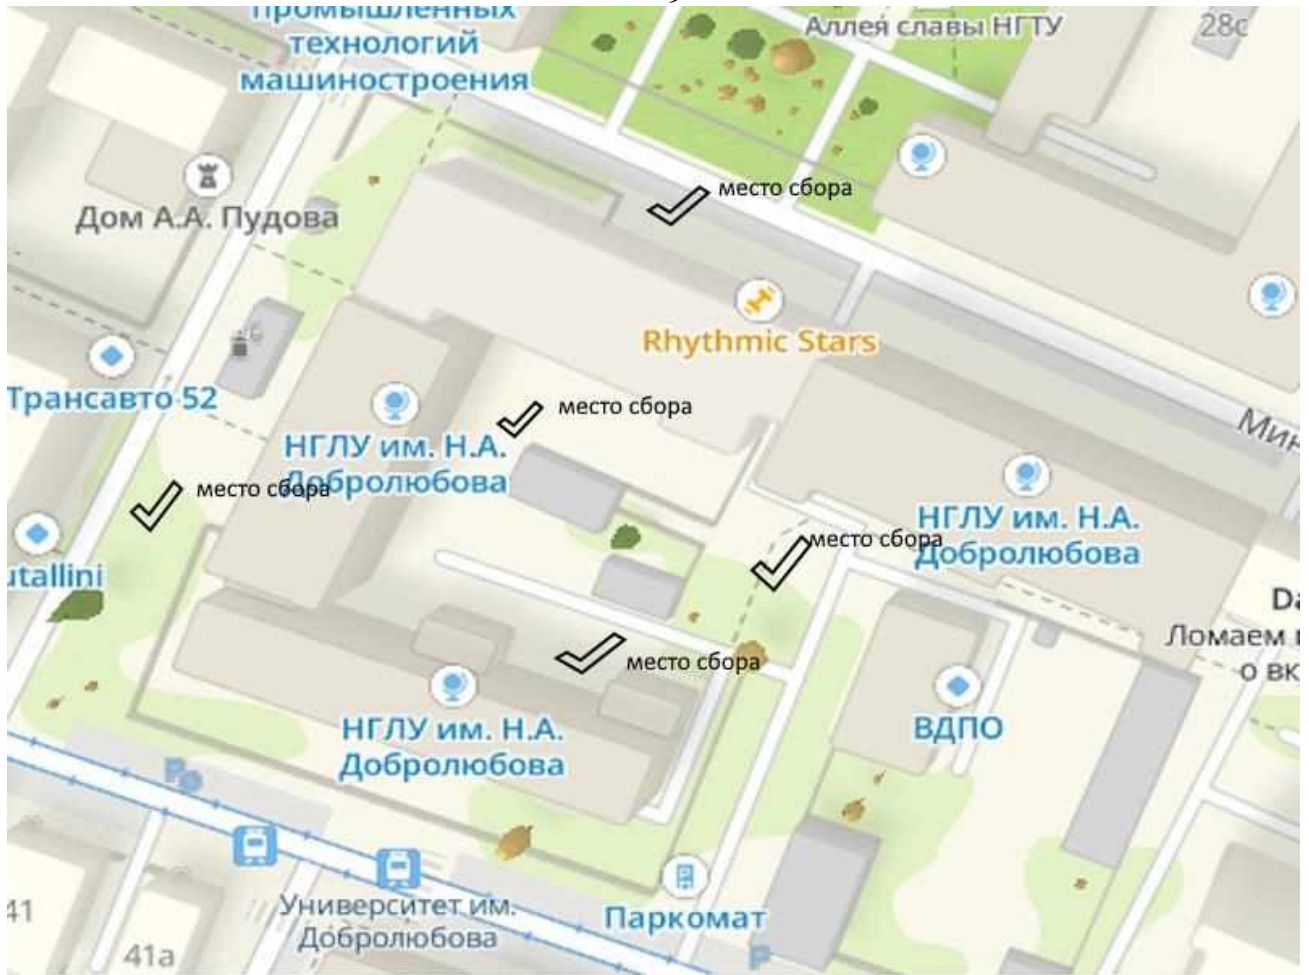 промышленных
технологий
машиностроения
Аллея славы НГТУ
28с
Дом А.А. Пудова
место сбора
Rhythmic Stars
Трансавто 52
место сбора
НГЛУ им. Н.А.
Добролюбова
место сбора
Мин
НГЛУ им. Н.А.
Добролюбова
место сбора
utallini
Da
Ломаем
о вк
место сбора
ВДПО
НГЛУ им. Н.А.
Добролюбова
P
41
41а
Университет им.
Добролюбова
Паркомат
P